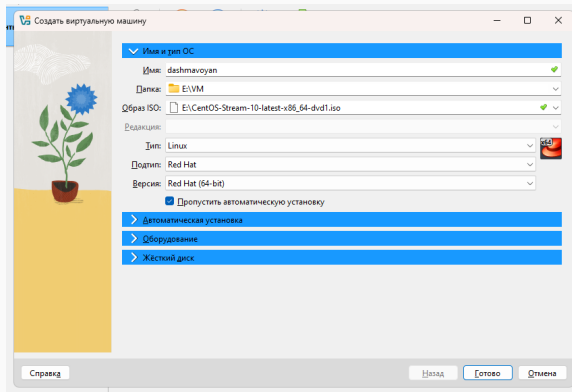 Создать виртуальную машину
Имя и тип ОС
Имя: dashmavoyan
Папка: E:\VM
Образ ISO: E:\CentOS-Stream-10-latest-x86_64-dvd1.iso
Редакция:
Тип: Linux
x64
Подтип: Red Hat
Версия: Red Hat (64-bit)
Пропустить автоматическую установку
Автоматическая установка
Оборудование
Жёсткий диск
Справка Назад Готово Отмена